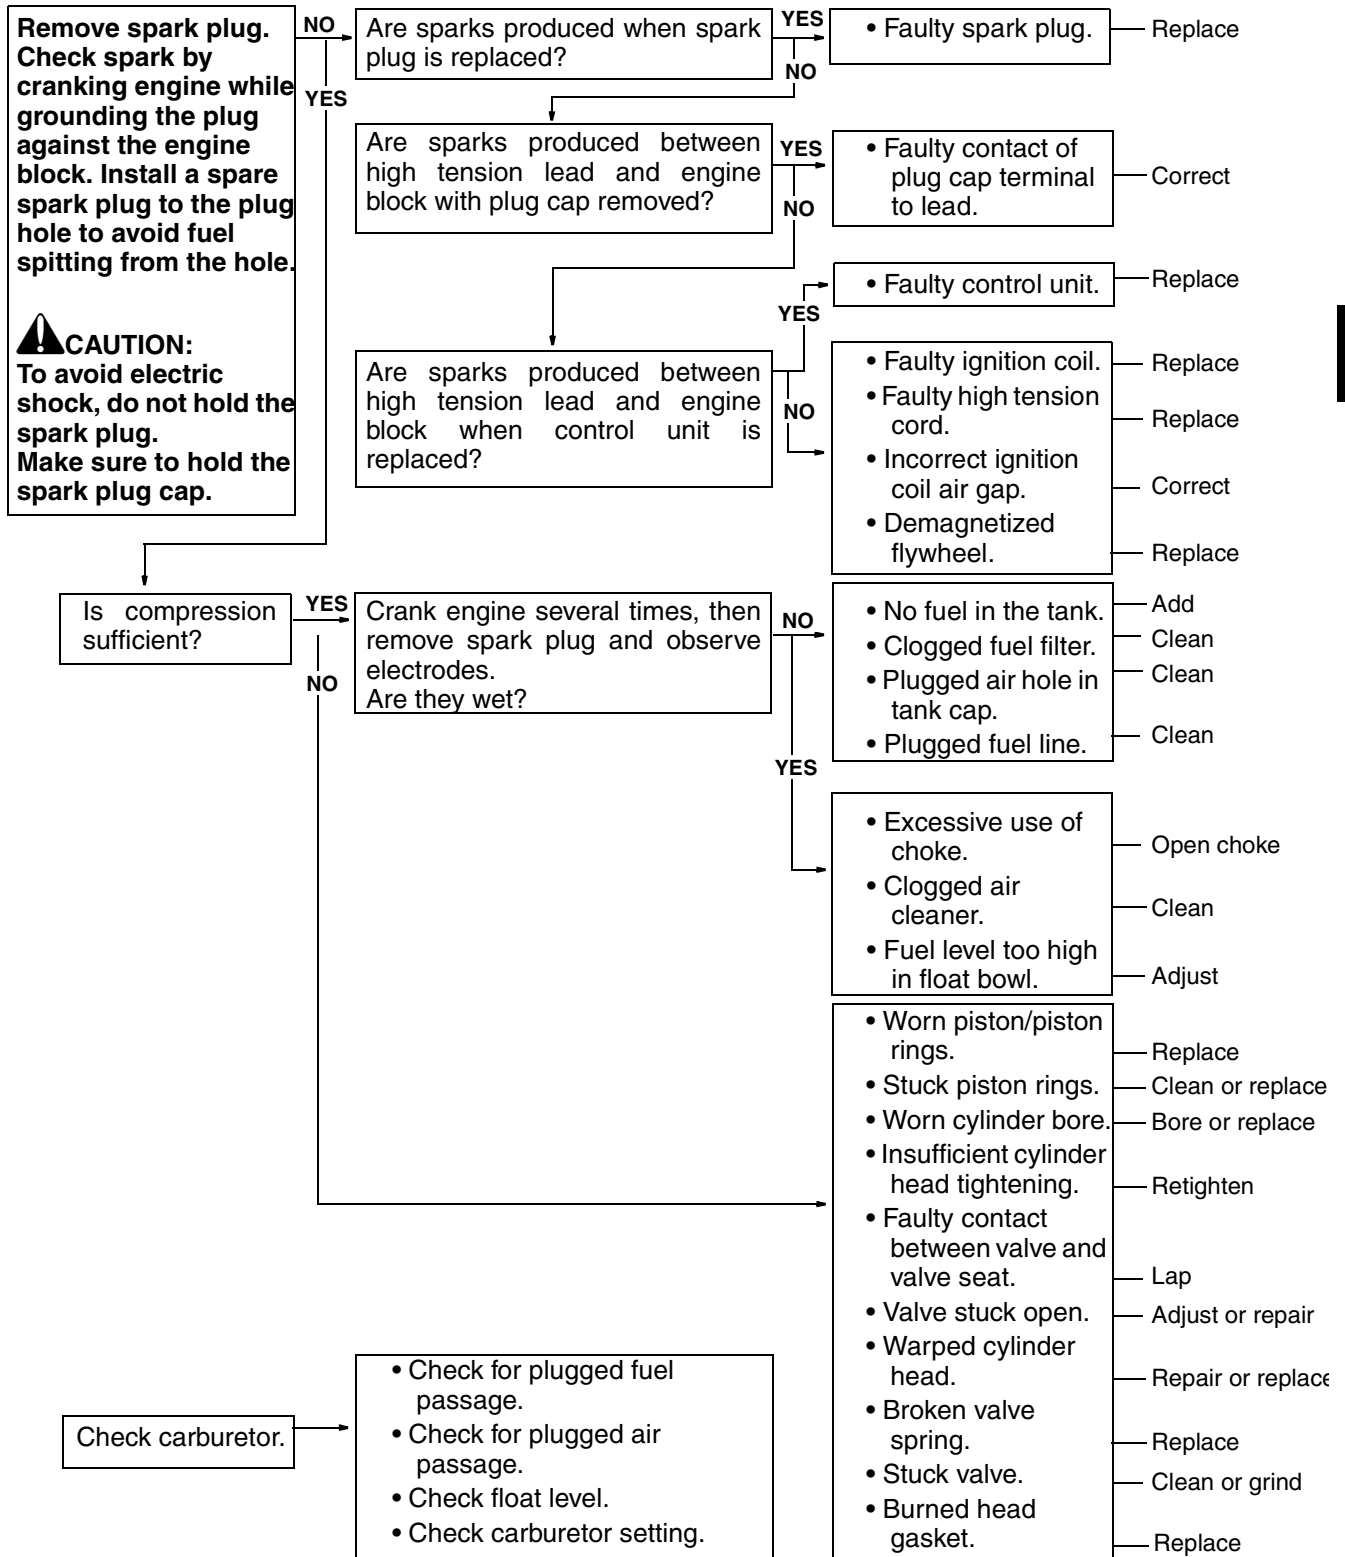 Remove spark plug.
Check spark by
cranking engine while
grounding the plug
against the engine
block. Install a spare
spark plug to the plug
hole to avoid fuel
spitting from the hole.
CAUTION:
To avoid electric
shock, do not hold the
spark plug.
Make sure to hold the
spark plug cap.
NO
YES
Are sparks produced when spark
plug is replaced?
YES
NO
• Faulty spark plug.
Replace
Are sparks produced between
high tension lead and engine
block with plug cap removed?
YES
NO
• Faulty contact of
plug cap terminal
to lead.
Correct
Are sparks produced between
high tension lead and engine
block when control unit is
replaced?
YES
NO
• Faulty control unit.
Replace
• Faulty ignition coil.
Replace
• Faulty high tension
cord.
Replace
• Incorrect ignition
coil air gap.
Correct
• Demagnetized
flywheel.
Replace
Is compression
sufficient?
YES
NO
Crank engine several times, then
remove spark plug and observe
electrodes.
Are they wet?
NO
YES
• No fuel in the tank.
Add
• Clogged fuel filter.
Clean
• Plugged air hole in
tank cap.
Clean
• Plugged fuel line.
Clean
• Excessive use of
choke.
Open choke
• Clogged air
cleaner.
Clean
• Fuel level too high
in float bowl.
Adjust
• Worn piston/piston
rings.
Replace
• Stuck piston rings.
Clean or replace
• Worn cylinder bore.
Bore or replace
• Insufficient cylinder
head tightening.
Retighten
• Faulty contact
between valve and
valve seat.
Lap
• Valve stuck open.
Adjust or repair
• Warped cylinder
head.
Repair or replace
• Broken valve
spring.
Replace
• Stuck valve.
Clean or grind
• Burned head
gasket.
Replace
Check carburetor.
• Check for plugged fuel
passage.
• Check for plugged air
passage.
• Check float level.
• Check carburetor setting.